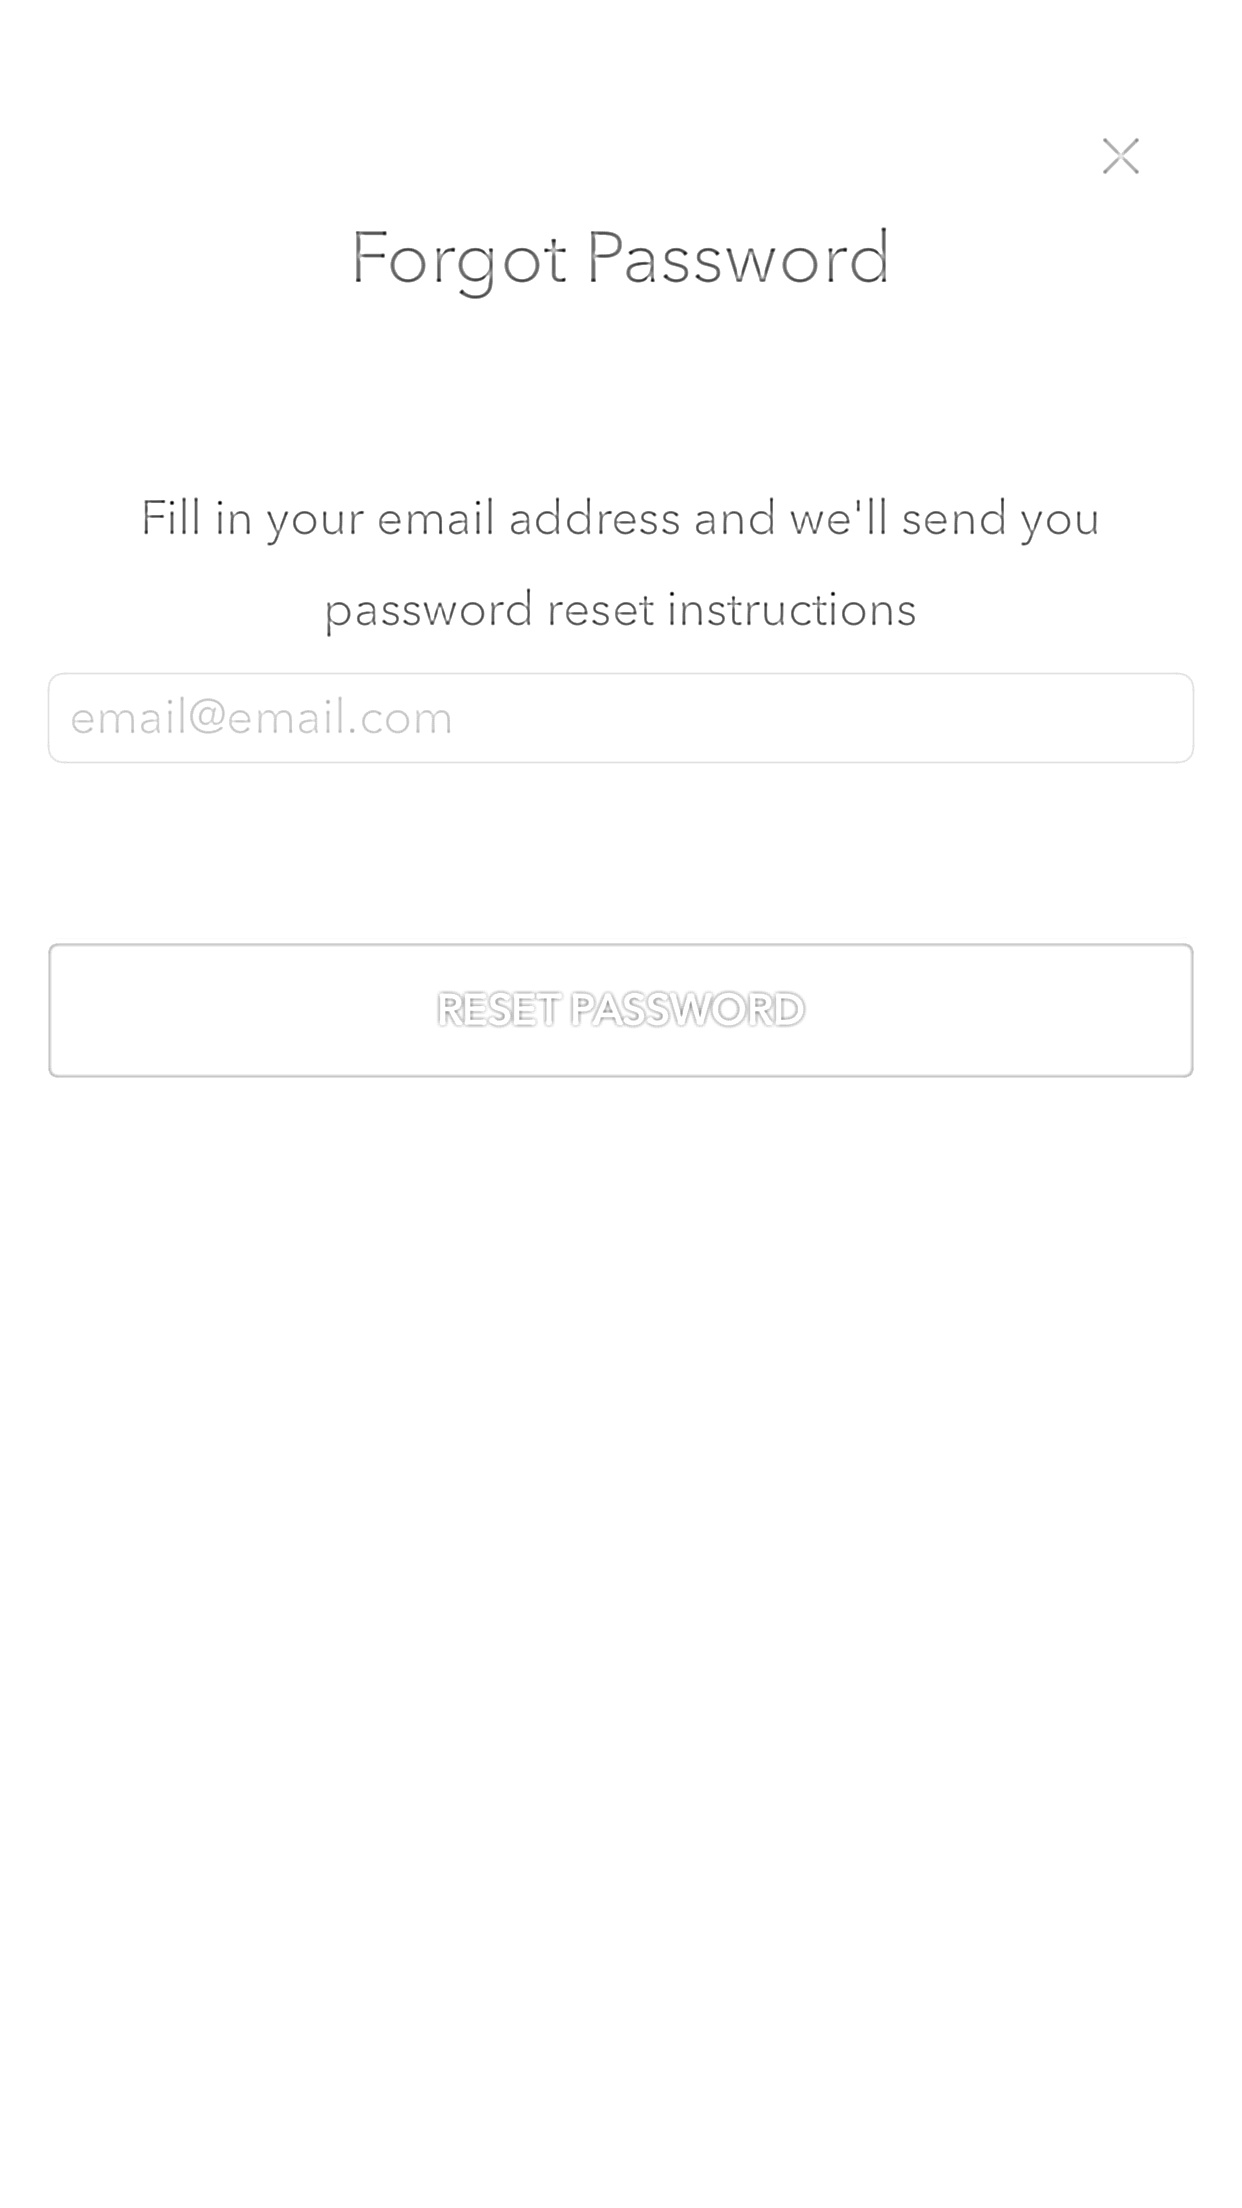 Forgot Password
Fill in your email address and we'll send you
password reset instructions
email@email.com
RESET PASSWORD